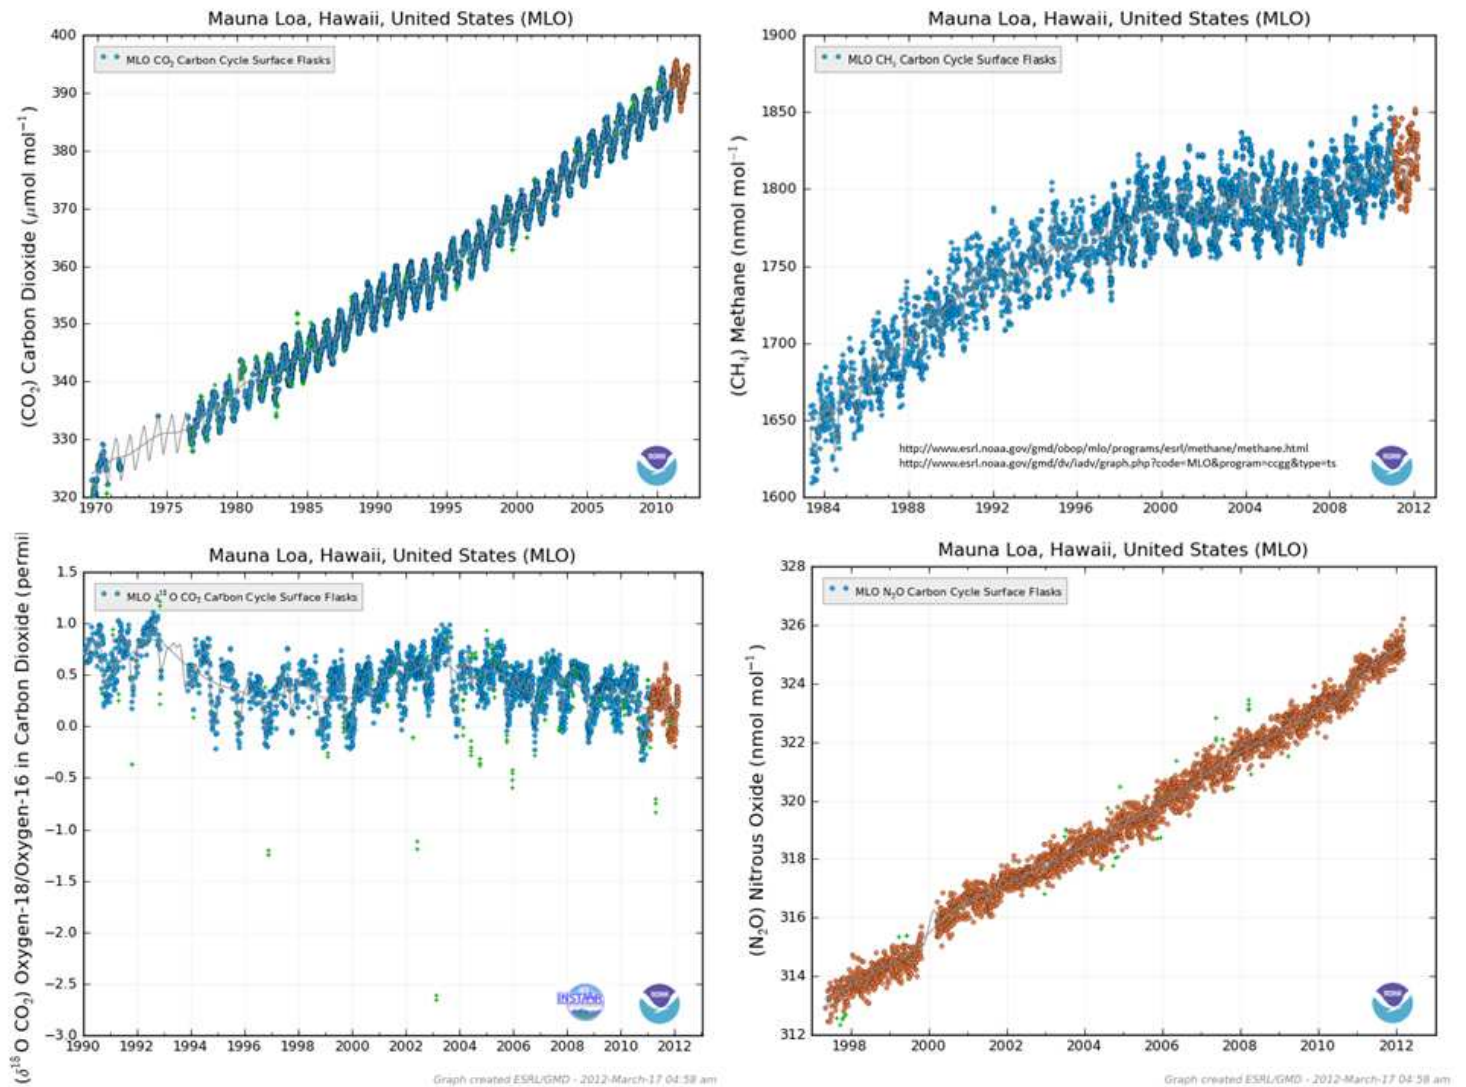 Mauna Loa, Hawaii, United States (MLO)
(CO₂) Carbon Dioxide (μmol mol⁻¹)
400
390
380
370
360
350
340
330
320
MLO CO₂ Carbon Cycle Surface Flasks
1970 1975 1980 1985 1990 1995 2000 2005 2010
Mauna Loa, Hawaii, United States (MLO)
(CH₄) Methane (nmol mol⁻¹)
1900
1850
1800
1750
1700
1650
1600
MLO CH₄ Carbon Cycle Surface Flasks
http://www.esrl.noaa.gov/gmd/obop/mlo/programs/esrl/methane/methane.html
http://www.esrl.noaa.gov/gmd/dv/iadv/graph.php?code=MLO&program=ccgg&type=ts
1984 1988 1992 1996 2000 2004 2008 2012
Mauna Loa, Hawaii, United States (MLO)
(δ¹⁸O CO₂) Oxygen-18/Oxygen-16 in Carbon Dioxide (permil
1.5
1.0
0.5
0.0
−0.5
−1.0
−1.5
−2.0
−2.5
−3.0
MLO δ¹⁸O CO₂ Carbon Cycle Surface Flasks
INSTAAR
1990 1992 1994 1996 1998 2000 2002 2004 2006 2008 2010 2012
Graph created ESRL/GMD - 2012-March-17 04:58 am
Mauna Loa, Hawaii, United States (MLO)
(N₂O) Nitrous Oxide (nmol mol⁻¹)
328
326
324
322
320
318
316
314
312
MLO N₂O Carbon Cycle Surface Flasks
1998 2000 2002 2004 2006 2008 2010 2012
Graph created ESRL/GMD - 2012-March-17 04:58 am